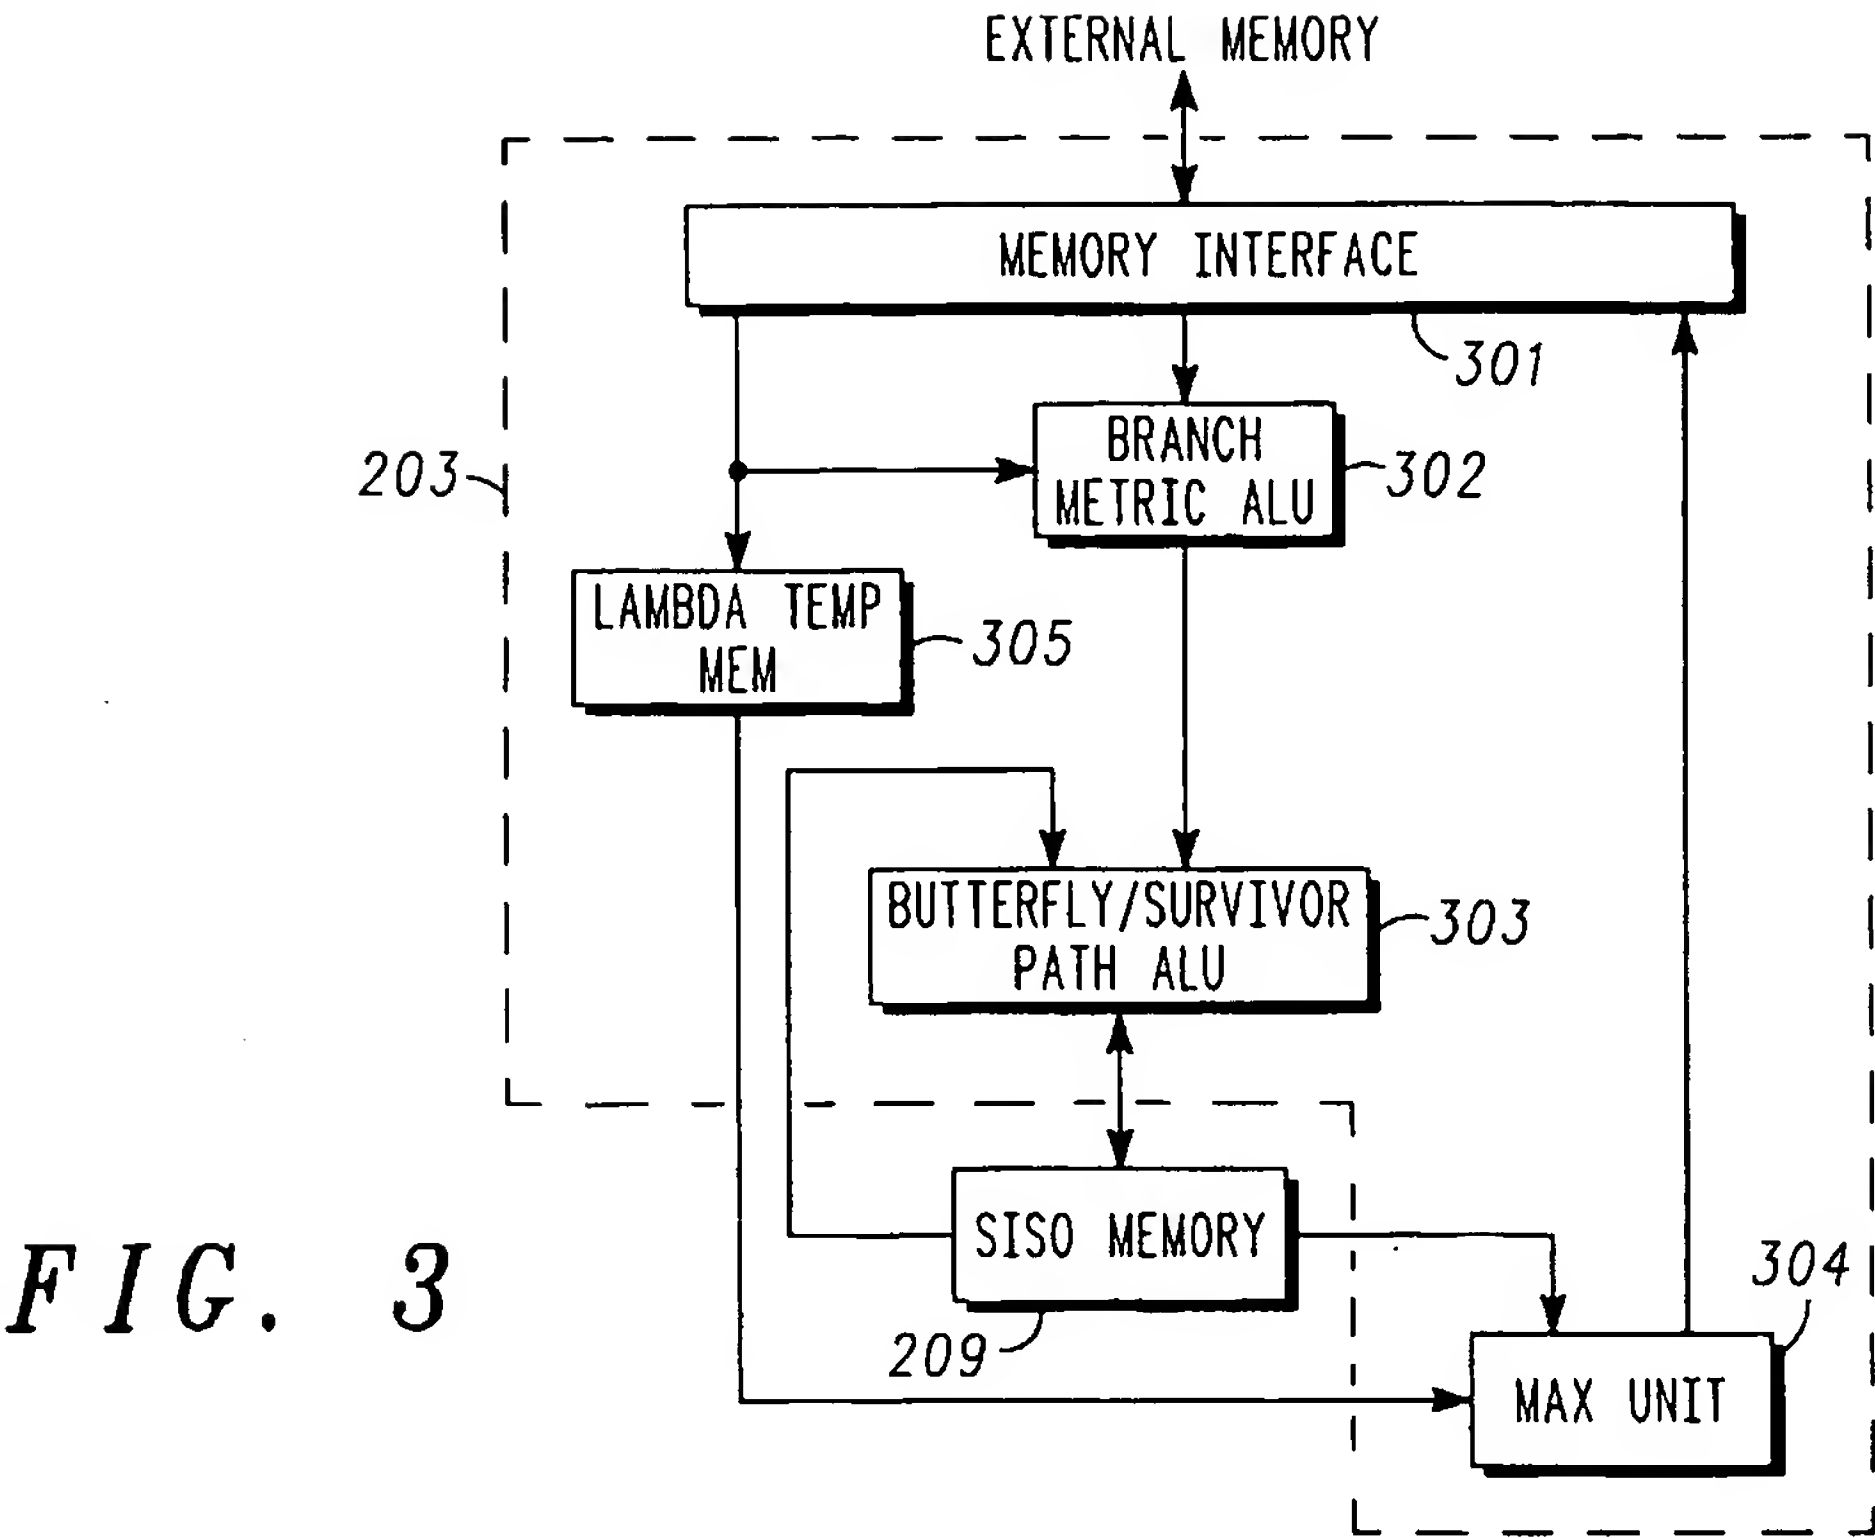 EXTERNAL MEMORY
MEMORY INTERFACE
301
BRANCH
METRIC ALU
302
203
LAMBDA TEMP
MEM
305
BUTTERFLY/SURVIVOR
PATH ALU
303
SISO MEMORY
209
304
MAX UNIT
FIG. 3